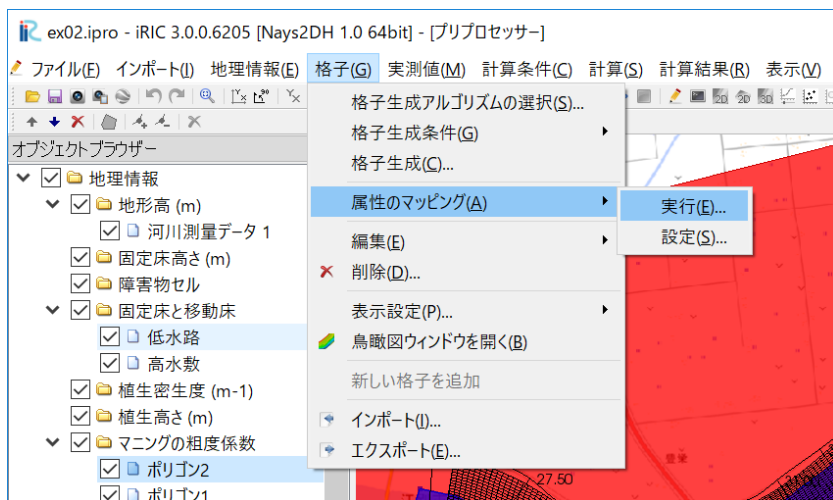 ex02.ipro - iRIC 3.0.0.6205 [Nays2DH 1.0 64bit] - [プリプロセッサー]
ファイル(F) インポート(I) 地理情報(E) 格子(G) 実測値(M) 計算条件(C) 計算(S) 計算結果(R) 表示(V)
オブジェクトブラウザー
地理情報
地形高 (m)
河川測量データ 1
固定床高さ (m)
障害物セル
固定床と移動床
低水路
高水敷
植生密生度 (m-1)
植生高さ (m)
マニングの粗度係数
ポリゴン2
ポリゴン1
格子生成アルゴリズムの選択(S)...
格子生成条件(G)
格子生成(C)...
属性のマッピング(A)
編集(E)
削除(D)...
表示設定(P)...
鳥瞰図ウィンドウを開く(B)
新しい格子を追加
インポート(I)...
エクスポート(E)...
実行(E)...
設定(S)...
豊栄
27.50